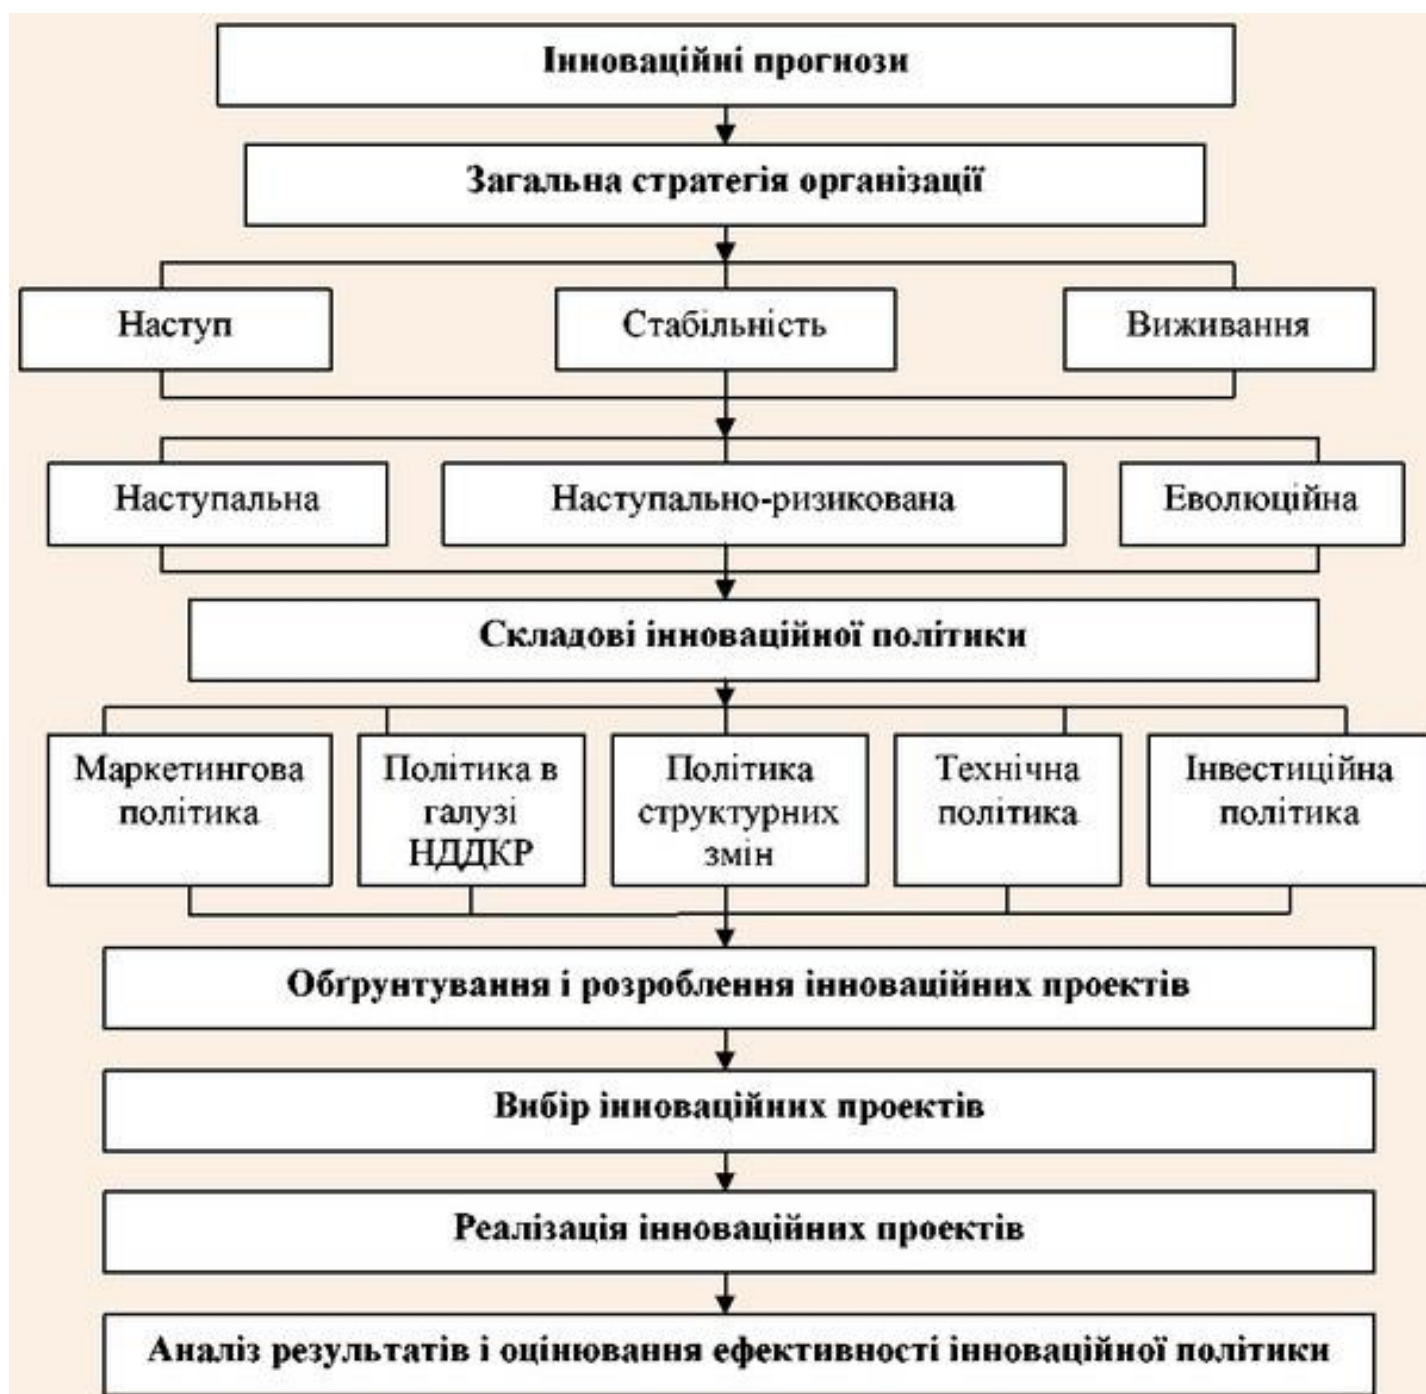 Інноваційні прогнози
Загальна стратегія організації
Наступ
Стабільність
Виживання
Наступальна
Наступально-ризикована
Еволюційна
Складові інноваційної політики
Маркетингова
політика
Політика в
галузі
НДДКР
Політика
структурних
змін
Технічна
політика
Інвестиційна
політика
Обґрунтування і розроблення інноваційних проектів
Вибір інноваційних проектів
Реалізація інноваційних проектів
Аналіз результатів і оцінювання ефективності інноваційної політики